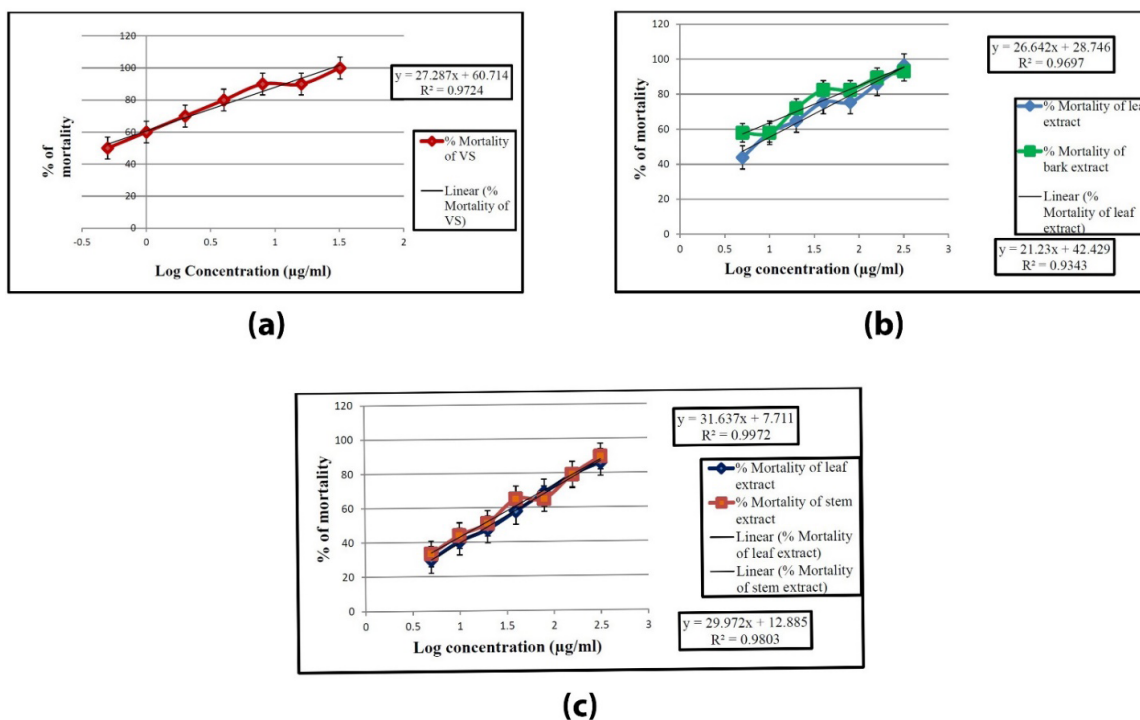 120
100
80
60
40
20
0
-0.5 0 0.5 1 1.5 2
% of
mortality
Log Concentration (µg/ml)
y = 27.287x + 60.714
R² = 0.9724
% Mortality
of VS
Linear (%
Mortality of
VS)
(a)
120
100
80
60
40
20
0
0 0.5 1.0 1.5 2.0 2.5 3
% of mortality
Log concentration (µg/ml)
y = 26.642x + 28.746
R² = 0.9697
% Mortality of lea
extract
% Mortality of
bark extract
Linear (%
Mortality of leaf
extract)
y = 21.23x + 42.429
R² = 0.9343
(b)
120
100
80
60
40
20
0
0 0.5 1 1.5 2 2.5 3
% of mortality
Log concentration (µg/ml)
y = 31.637x + 7.711
R² = 0.9972
% Mortality of leaf
extract
% Mortality of stem
extract
Linear (% Mortality
of leaf extract)
Linear (% Mortality
of stem extract)
y = 29.972x + 12.885
R² = 0.9803
(c)